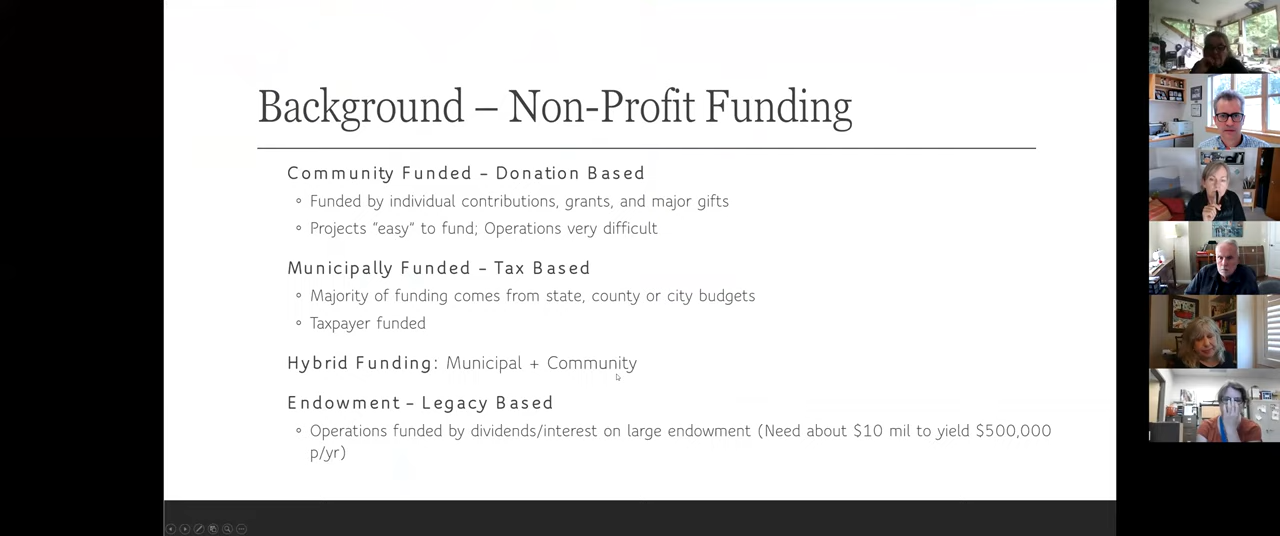 Background – Non-Profit Funding
Community Funded – Donation Based
Funded by individual contributions, grants, and major gifts
Projects "easy" to fund; Operations very difficult
Municipally Funded – Tax Based
Majority of funding comes from state, county or city budgets
Taxpayer funded
Hybrid Funding: Municipal + Community
Endowment – Legacy Based
Operations funded by dividends/interest on large endowment (Need about $10 mil to yield $500,000
p/yr)